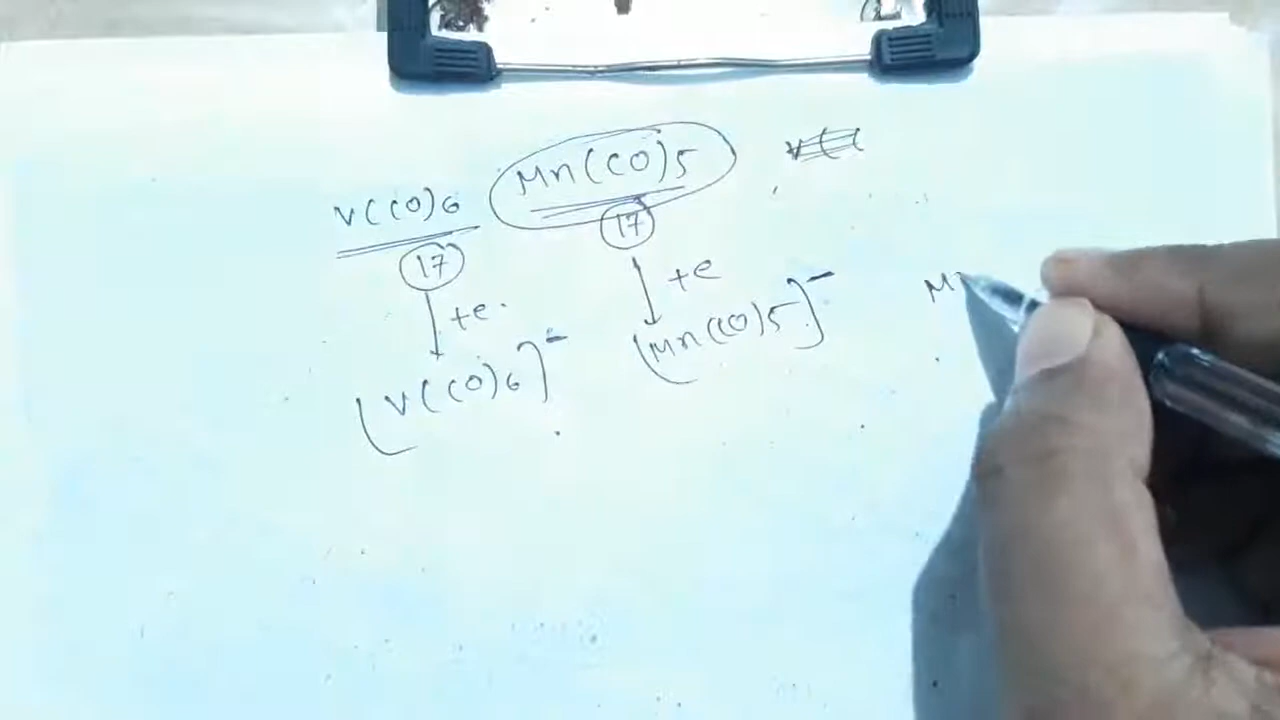 V(CO)6 Mn(CO)5
17 17
+e +e
[V(CO)6]⁻ [Mn(CO)5]⁻
M